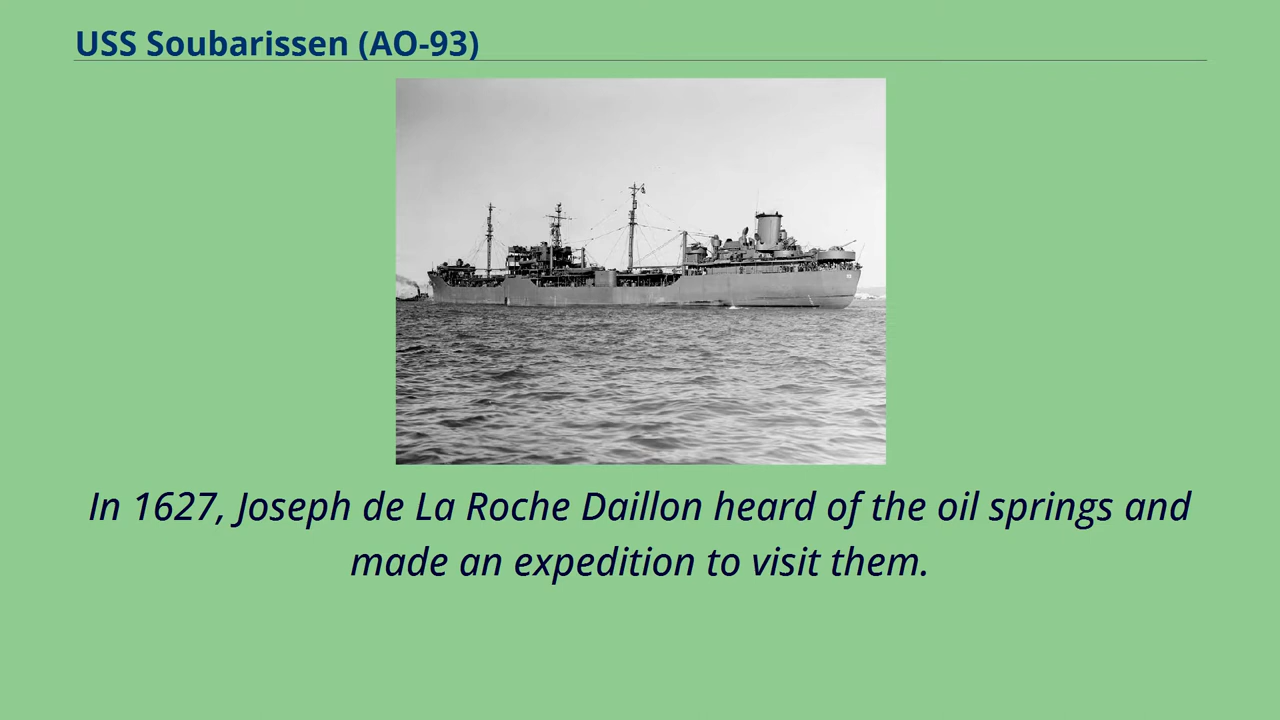 USS Soubarissen (AO-93)
In 1627, Joseph de La Roche Daillon heard of the oil springs and
made an expedition to visit them.